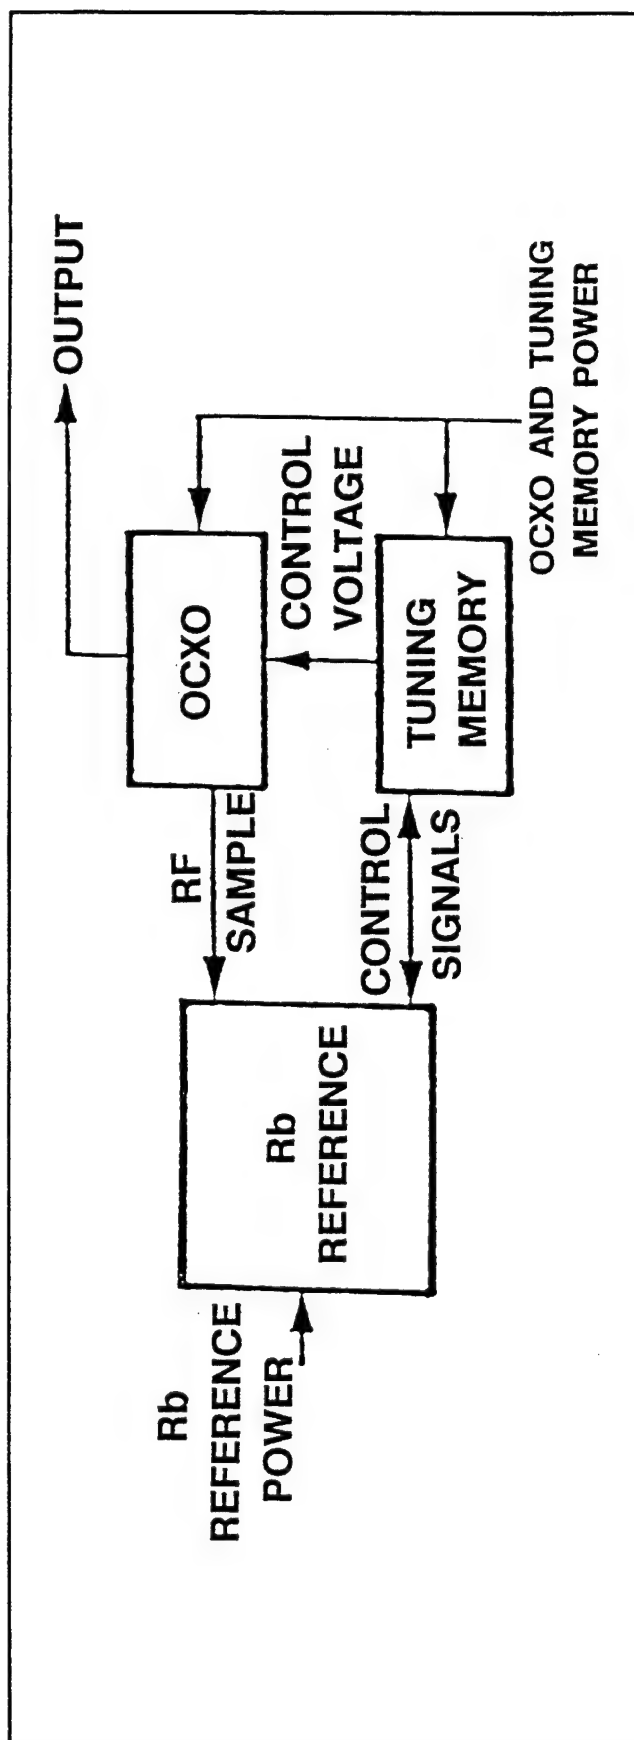 Rb
REFERENCE
POWER
Rb
REFERENCE
RF
SAMPLE
CONTROL
SIGNALS
OCXO
CONTROL
VOLTAGE
TUNING
MEMORY
OUTPUT
OCXO AND TUNING
MEMORY POWER